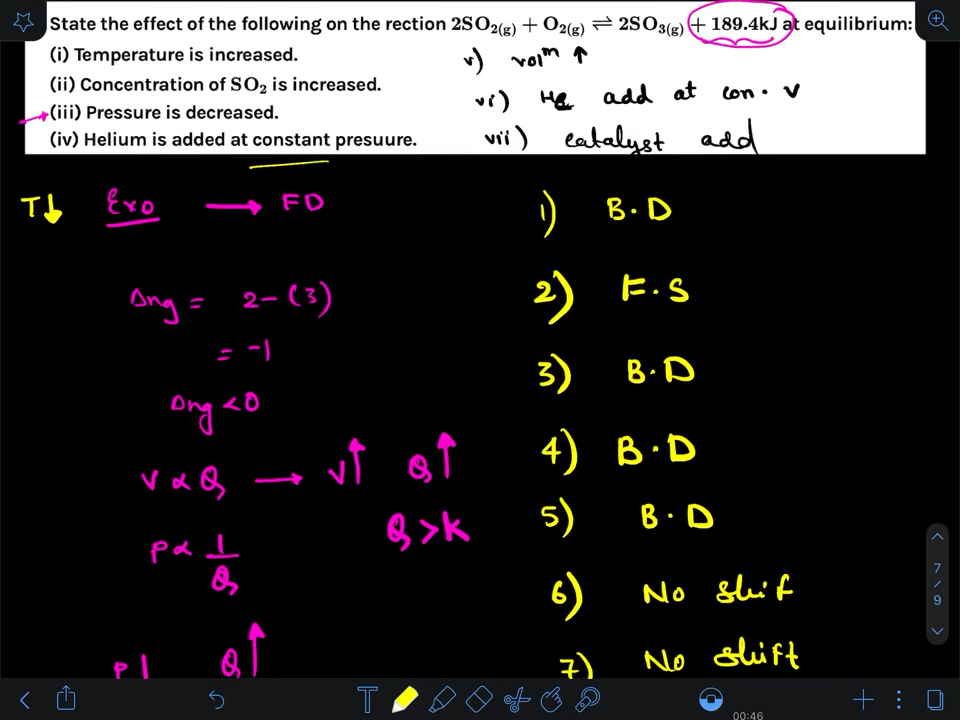 State the effect of the following on the rection 2SO₂(g) + O₂(g) ⇌ 2SO₃(g) + 189.4kJ at equilibrium:
(i) Temperature is increased.
(ii) Concentration of SO₂ is increased.
(iii) Pressure is decreased.
(iv) Helium is added at constant presuure.
v) volᵐ ↑
vi) He add at con. V
vii) catalyst add
T↓ Exo → FD
Δng = 2 - (3)
= -1
Δng < 0
V ∝ Q → V↑ Q↑
Q > K
P ∝ 1/Q
P↓ Q↑
1) B.D
2) F.S
3) B.D
4) B.D
5) B.D
6) No shif
7) No shift
7
/
9
T
00:46